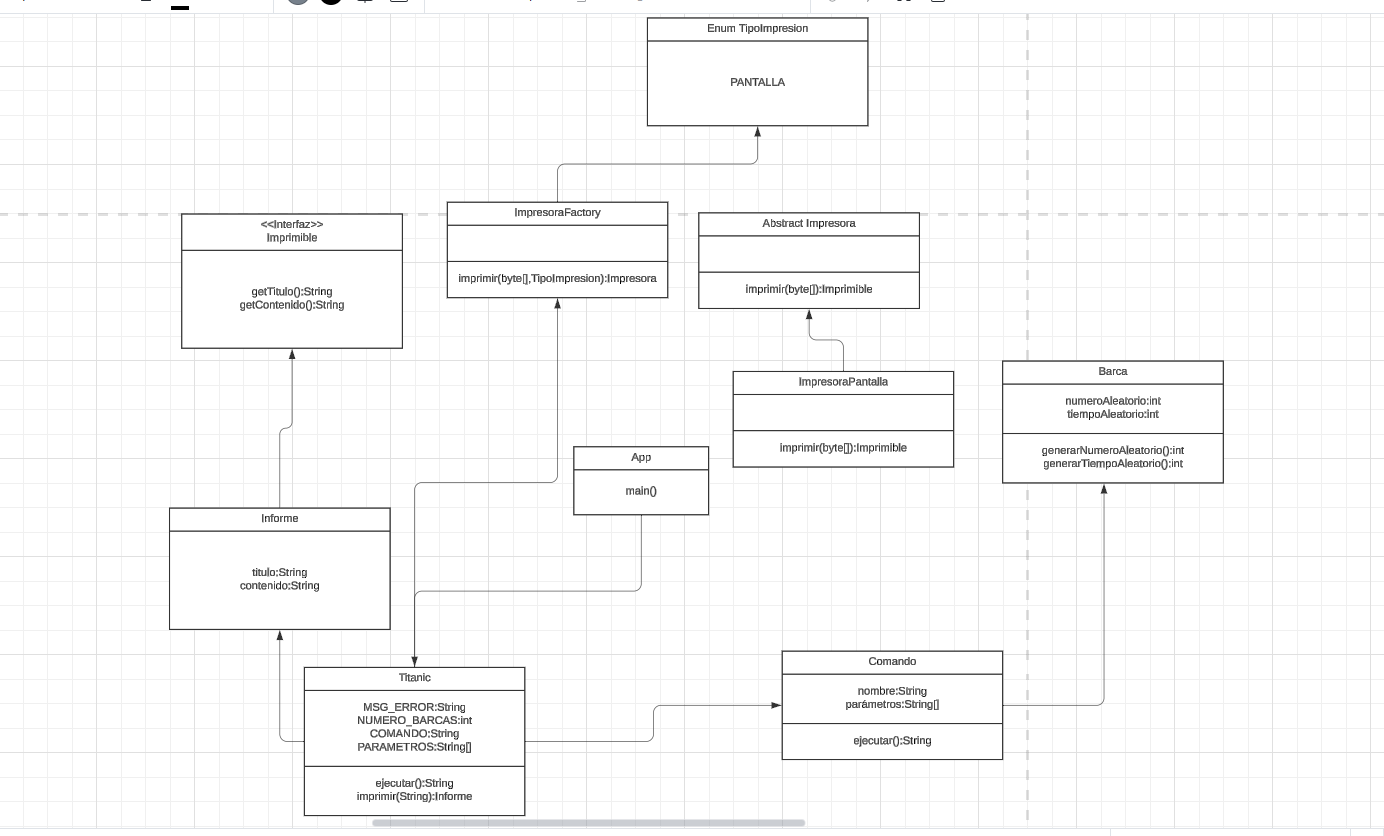 Enum TipoImpresion
PANTALLA
<<Interfaz>>
Imprimible
getTitulo():String
getContenido():String
ImpresoraFactory
imprimir(byte[],TipoImpresion):Impresora
Abstract Impresora
imprimir(byte[]):Imprimible
ImpresoraPantalla
imprimir(byte[]):Imprimible
Barca
numeroAleatorio:int
tiempoAleatorio:int
generarNumeroAleatorio():int
generarTiempoAleatorio():int
App
main()
Informe
titulo:String
contenido:String
Titanic
MSG_ERROR:String
NUMERO_BARCAS:int
COMANDO:String
PARAMETROS:String[]
ejecutar():String
imprimir(String):Informe
Comando
nombre:String
parámetros:String[]
ejecutar():String